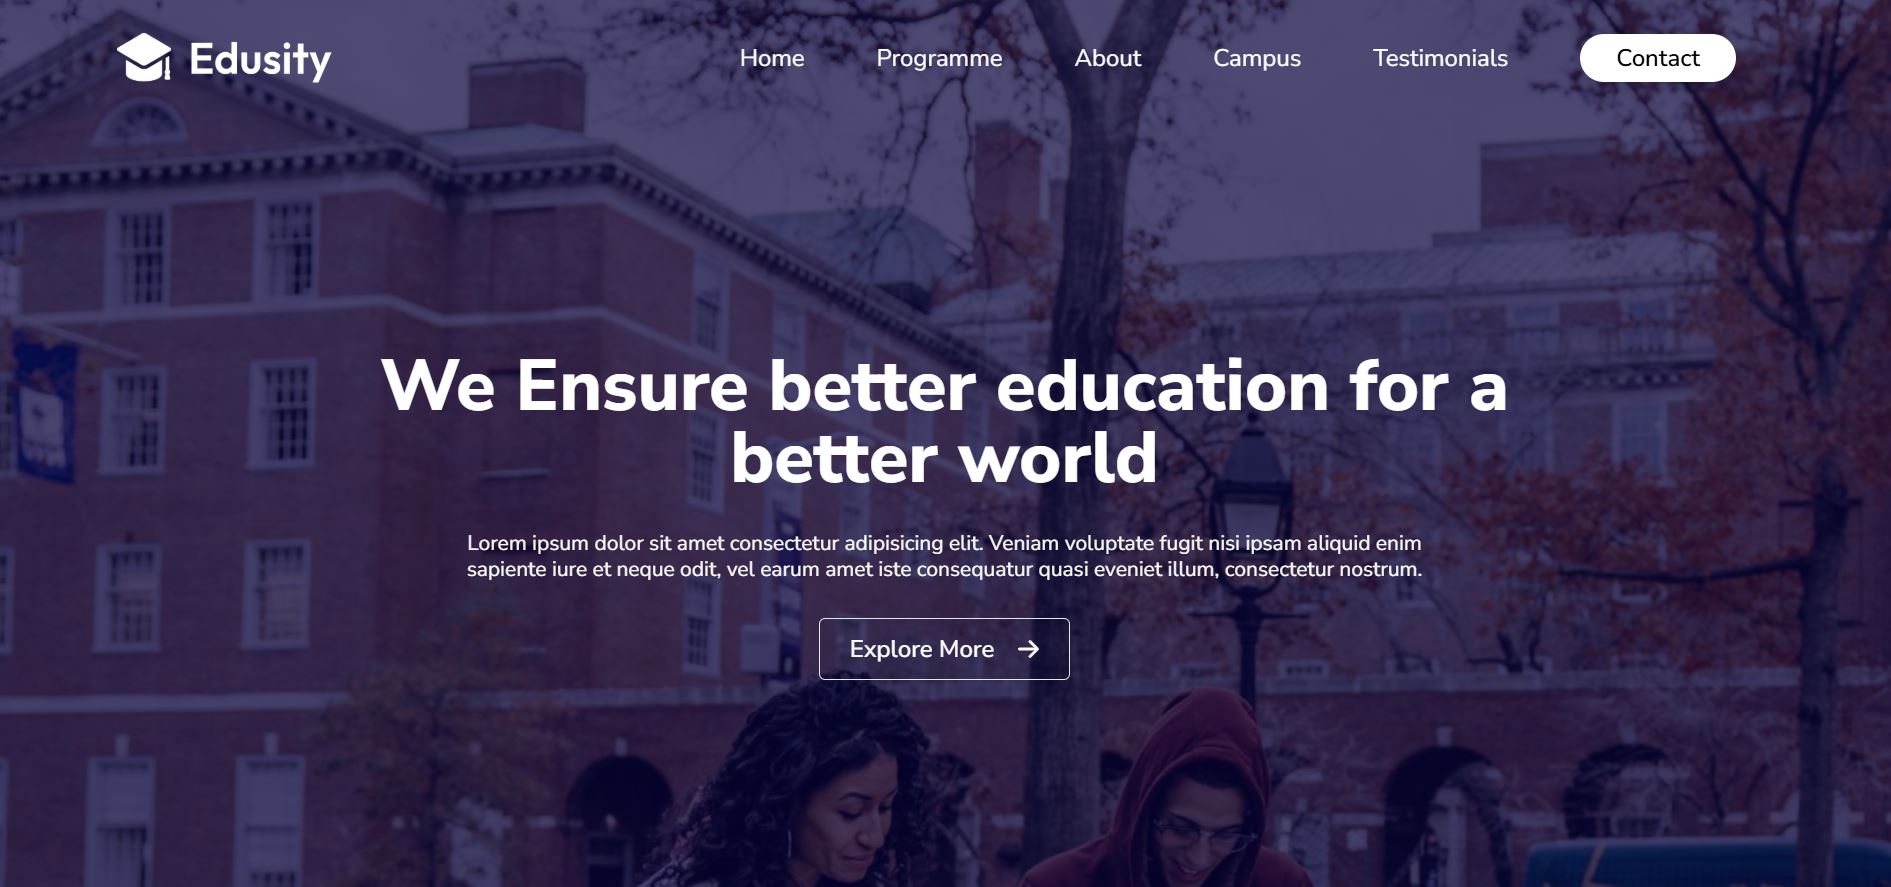 Edusity
Home Programme About Campus Testimonials Contact
We Ensure better education for a
better world
Lorem ipsum dolor sit amet consectetur adipisicing elit. Veniam voluptate fugit nisi ipsam aliquid enim
sapiente iure et neque odit, vel earum amet iste consequatur quasi eveniet illum, consectetur nostrum.
Explore More